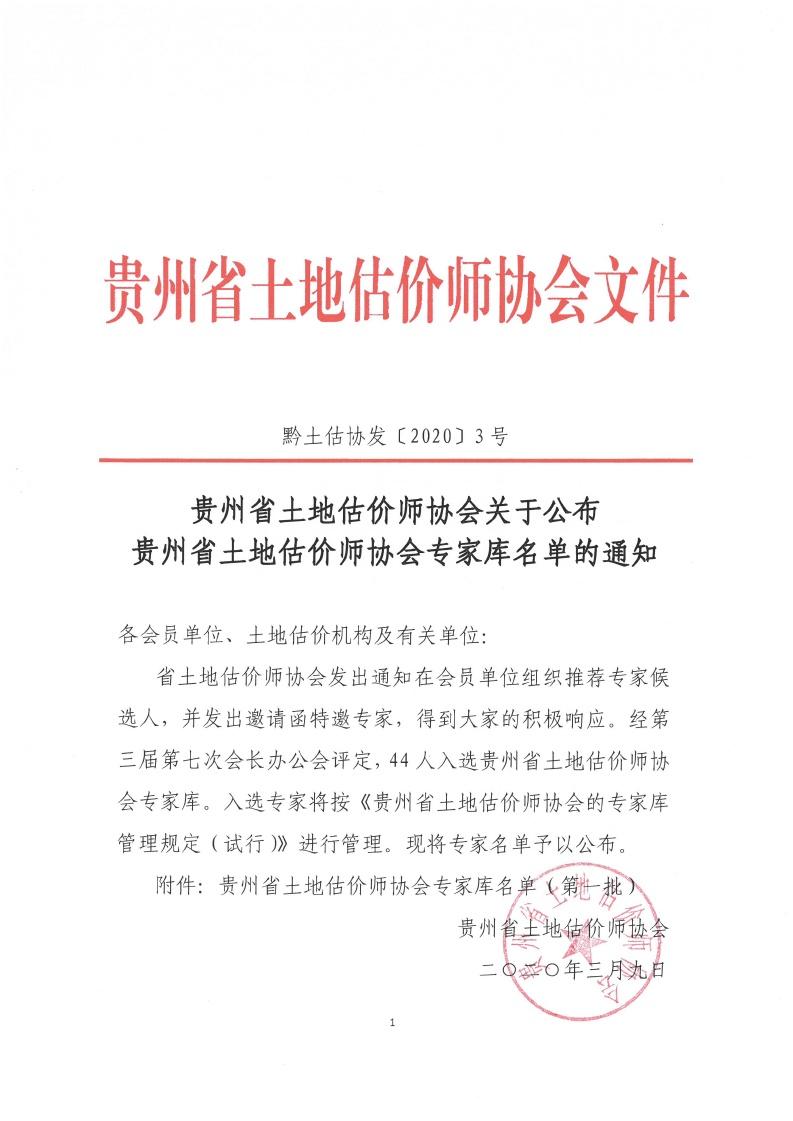 贵州省土地估价师协会文件
黔土估协发〔2020〕3号
贵州省土地估价师协会关于公布
贵州省土地估价师协会专家库名单的通知
各会员单位、土地估价机构及有关单位：
省土地估价师协会发出通知在会员单位组织推荐专家候
选人，并发出邀请函特邀专家，得到大家的积极响应。经第
三届第七次会长办公会评定，44人入选贵州省土地估价师协
会专家库。入选专家将按《贵州省土地估价师协会的专家库
管理规定（试行）》进行管理。现将专家名单予以公布。
附件：贵州省土地估价师协会专家库名单（第一批）
贵州省土地估价师协会
二〇二〇年三月九日
贵州省土地估价师协会
1